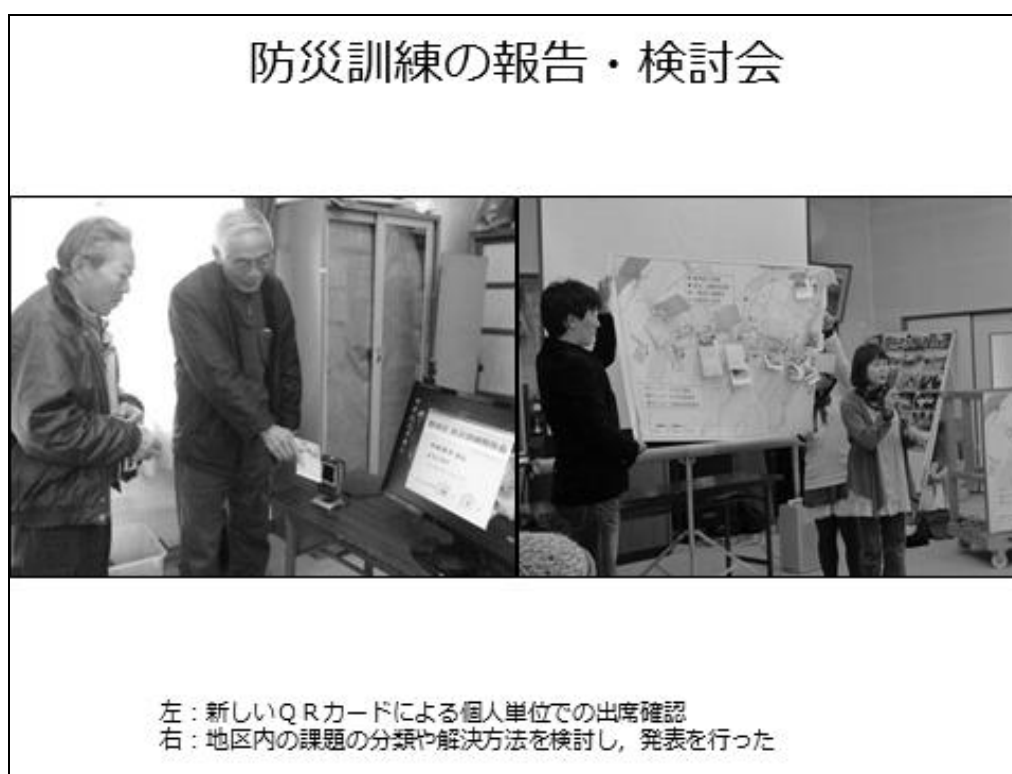 防災訓練の報告・検討会
左：新しいＱＲカードによる個人単位での出席確認
右：地区内の課題の分類や解決方法を検討し，発表を行った